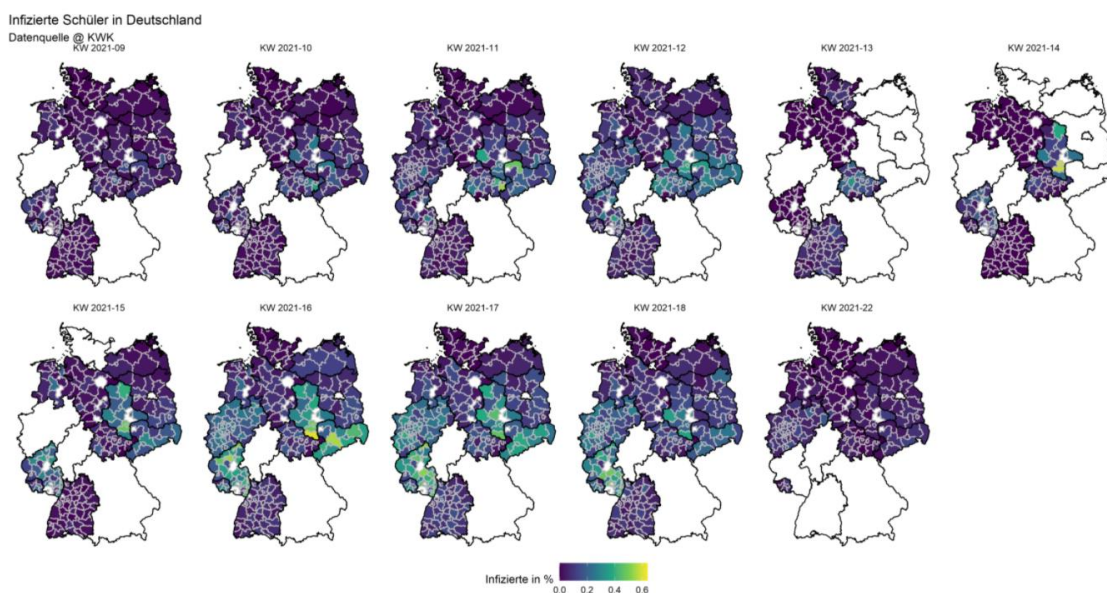 Infizierte Schüler in Deutschland
Datenquelle @ KWK
KW 2021-09
KW 2021-10
KW 2021-11
KW 2021-12
KW 2021-13
KW 2021-14
KW 2021-15
KW 2021-16
KW 2021-17
KW 2021-18
KW 2021-22
Infizierte in %
0.0 0.2 0.4 0.6